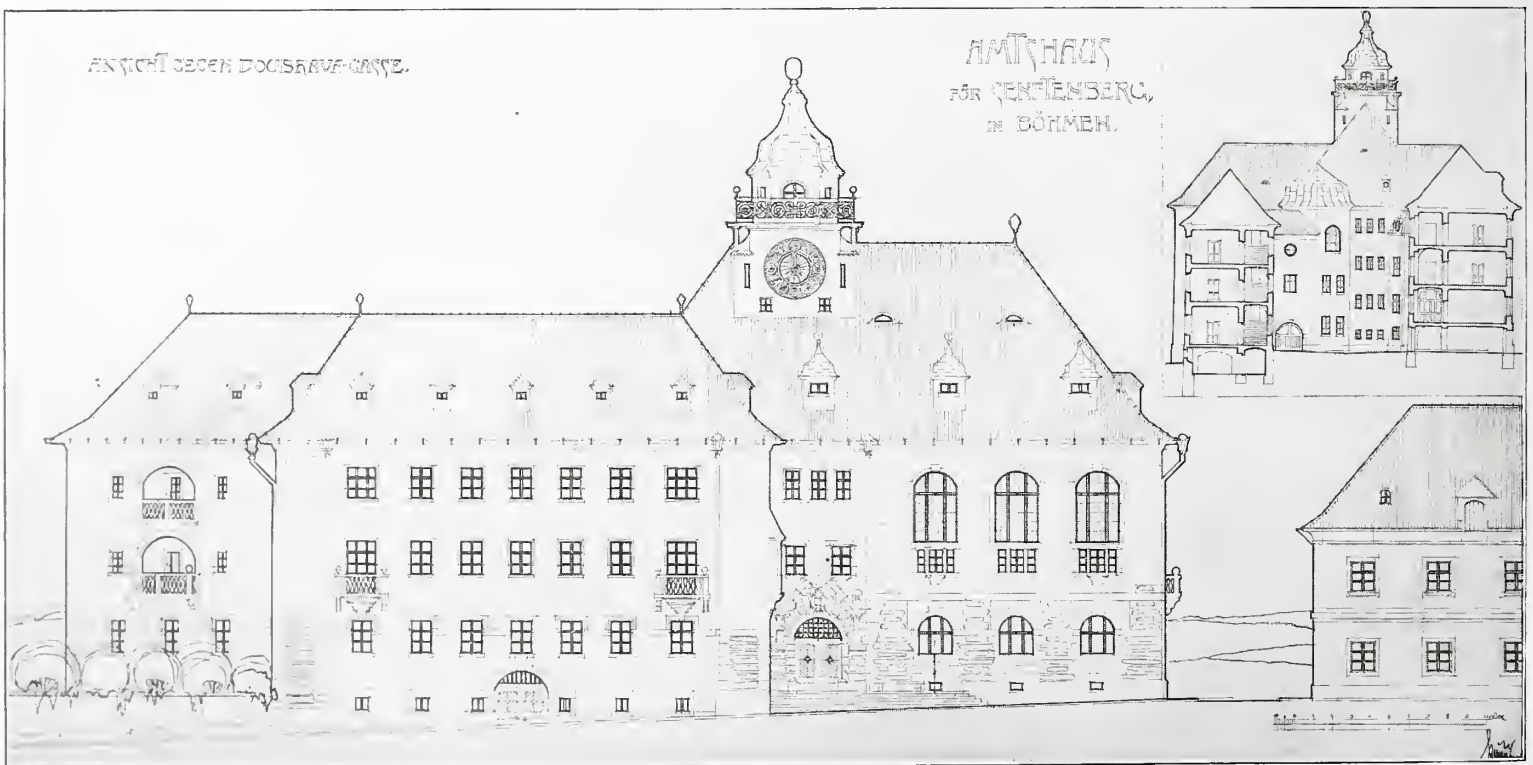 ANSICHT GEGEN DOUBRAVA-GASSE.
AMTSHAUS
FÜR SENFTENBERG,
IN BÖHMEN.